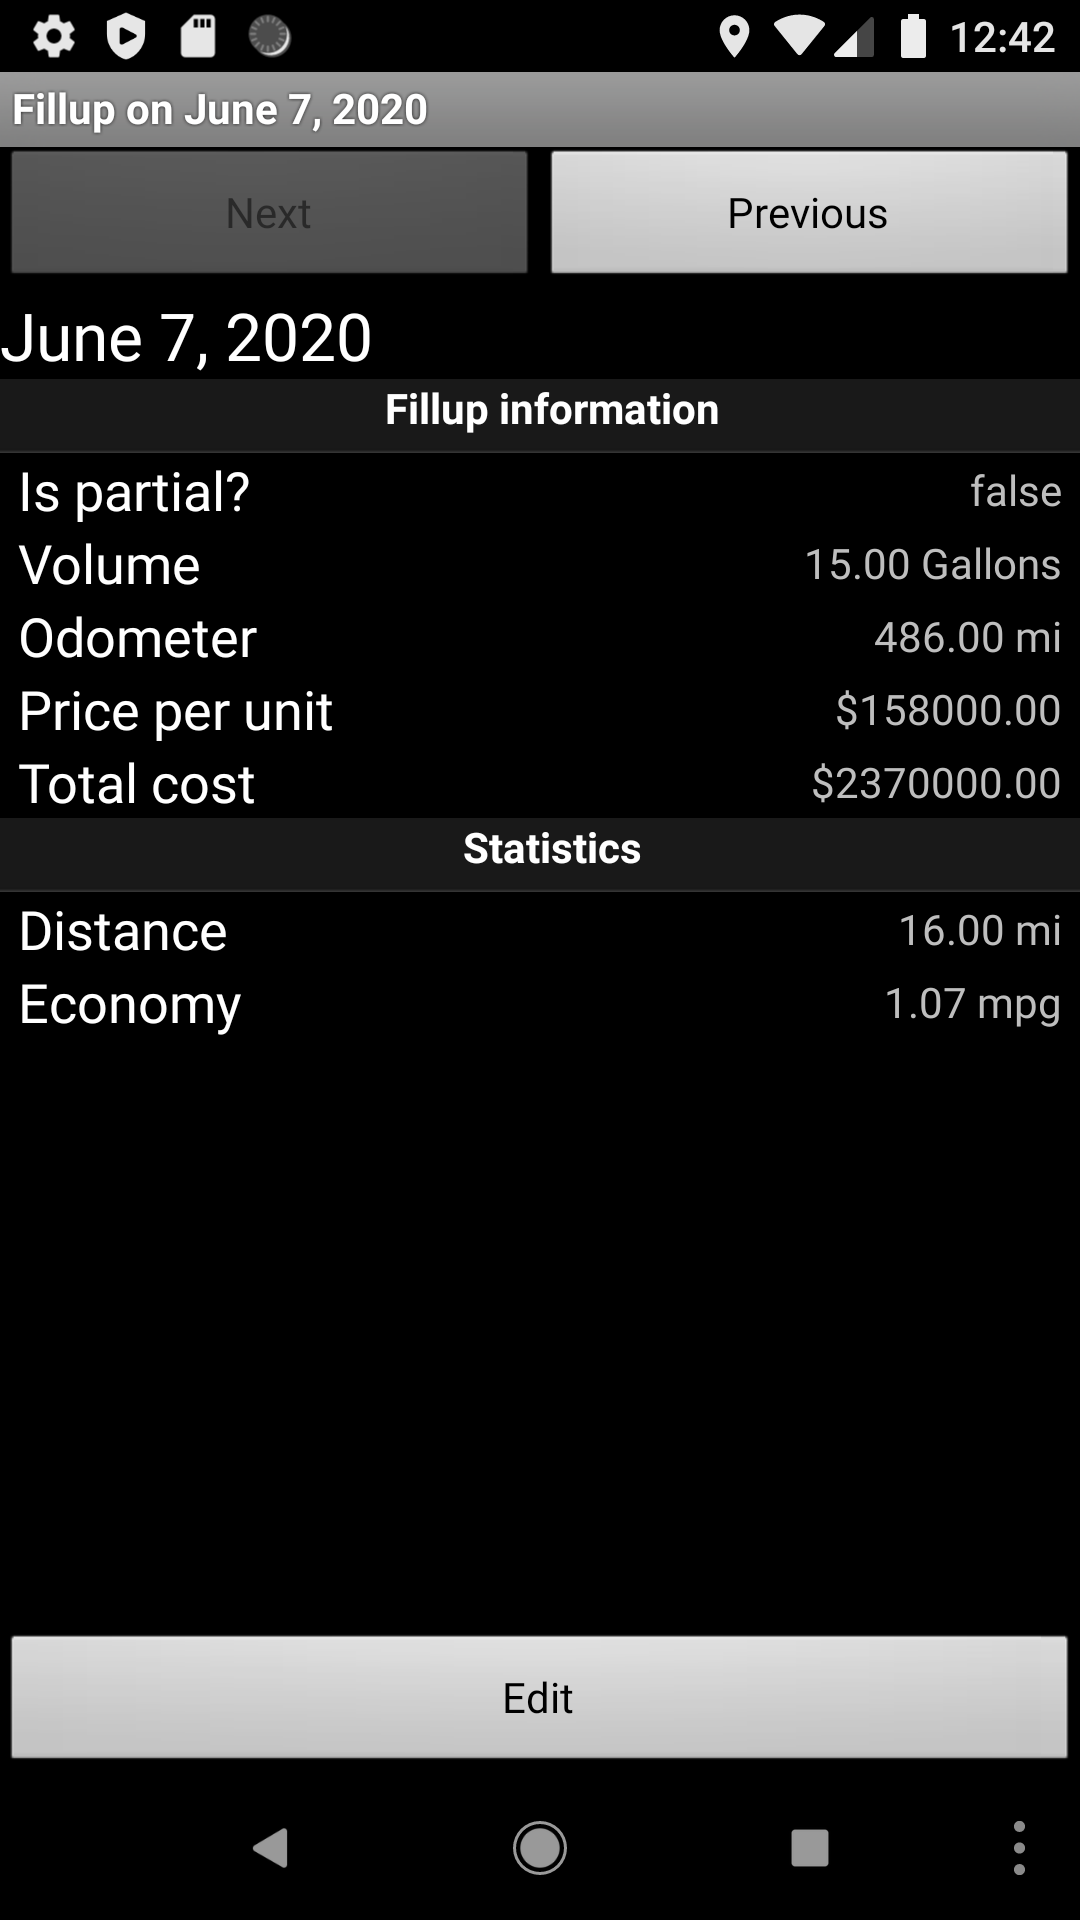 12:42
Fillup on June 7, 2020
Next
Previous
June 7, 2020
Fillup information
Is partial? false
Volume 15.00 Gallons
Odometer 486.00 mi
Price per unit $158000.00
Total cost $2370000.00
Statistics
Distance 16.00 mi
Economy 1.07 mpg
Edit